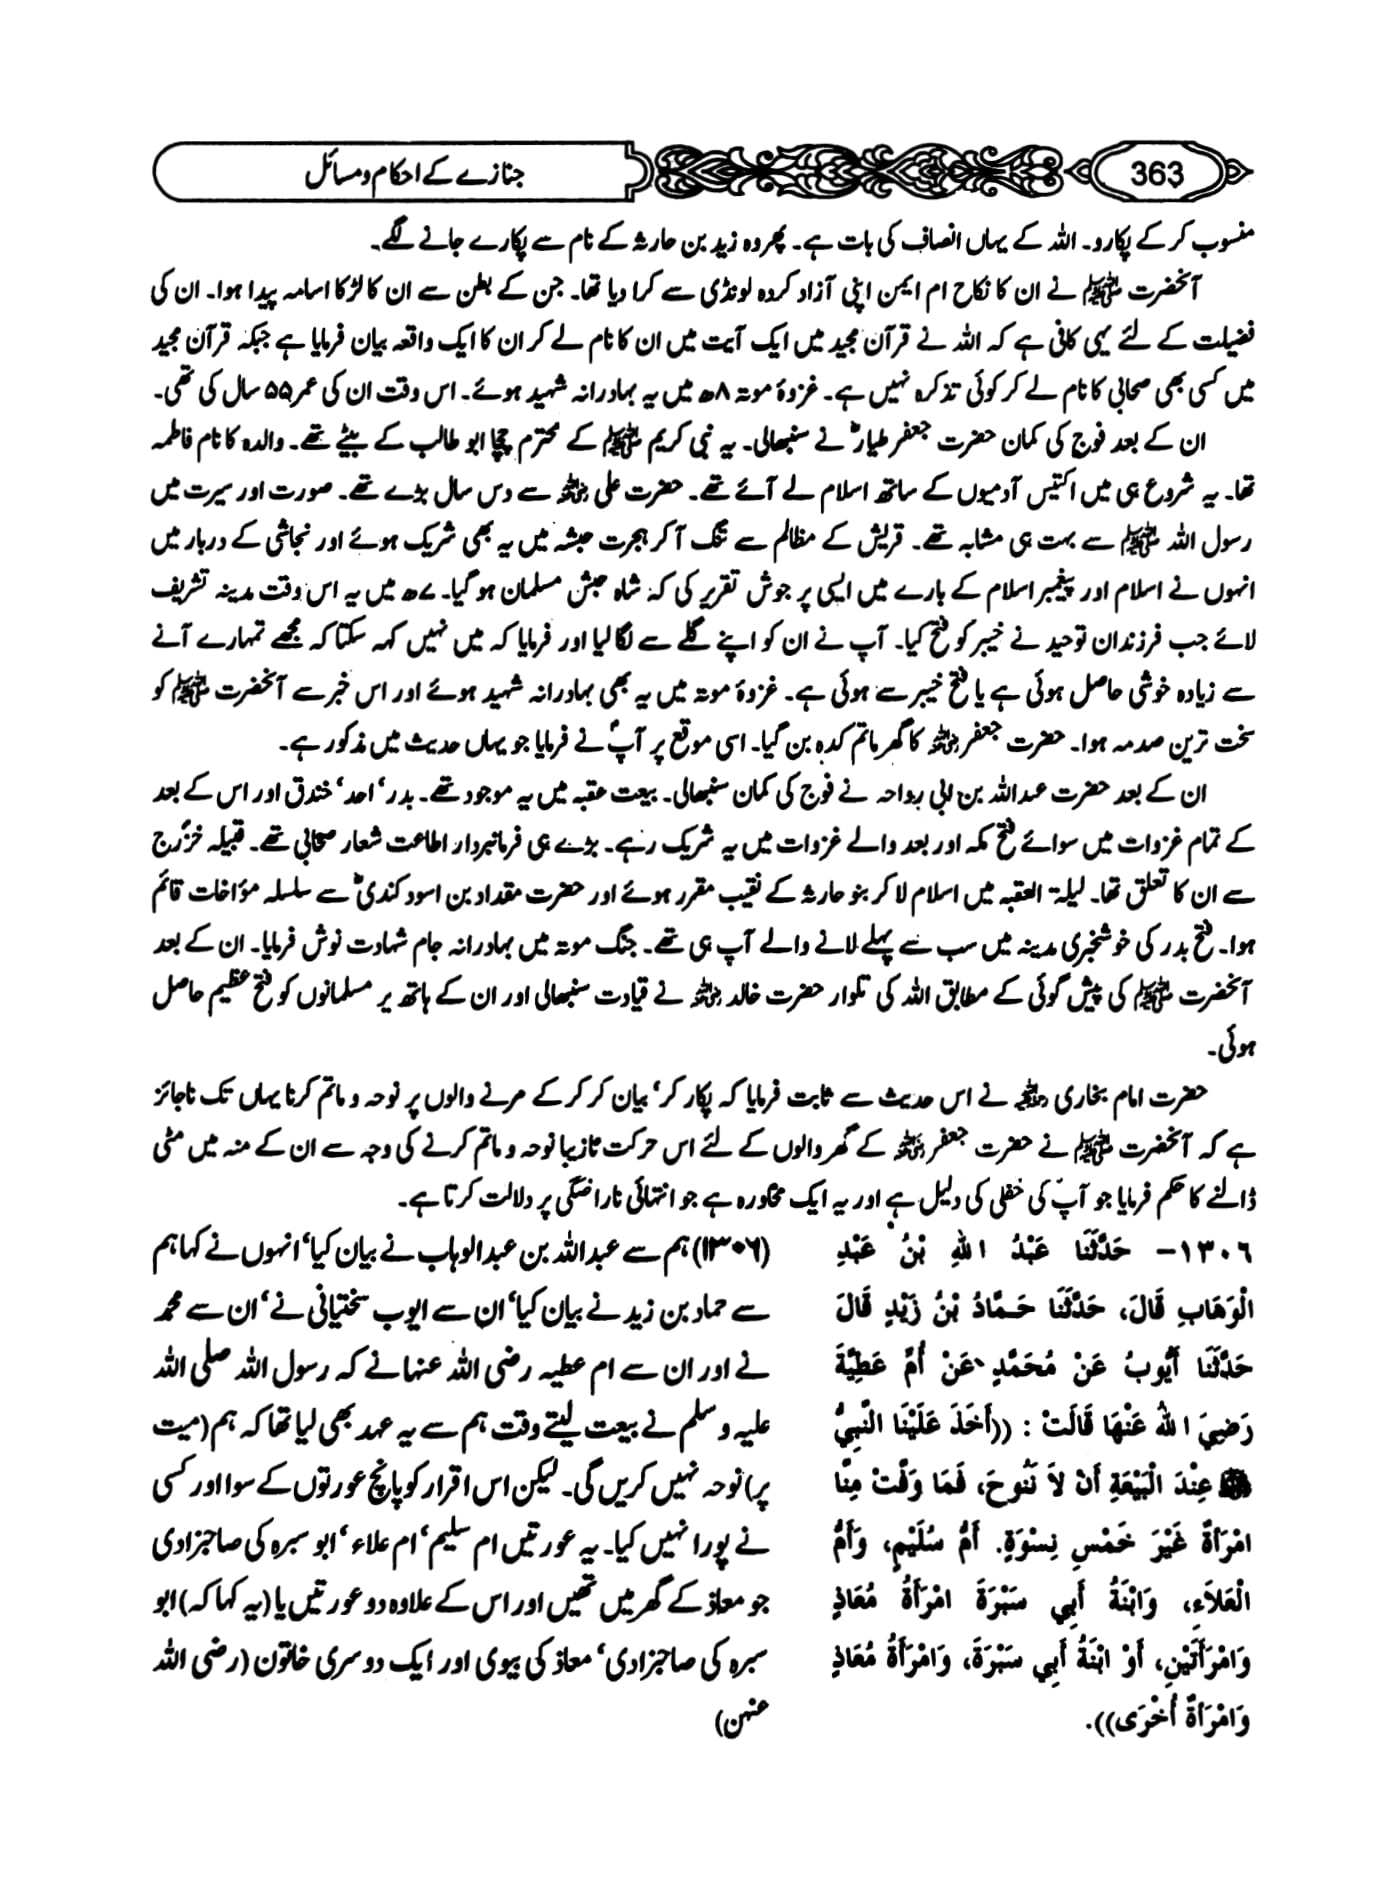 363
جنازے کے احکام و مسائل
منسوب کر کے پکارو۔ اللہ کے یہاں انصاف کی بات ہے۔ پھر وہ زید بن حارثہ کے نام سے پکارے جانے لگے۔
آنحضرت ﷺ نے ان کا نکاح ام ایمن اپنی آزاد کردہ لونڈی سے کرا دیا تھا۔ جن کے بطن سے ان کا لڑکا اسامہ پیدا ہوا۔ ان کی
فضیلت کے لئے یہی کافی ہے کہ اللہ نے قرآن مجید میں ایک آیت میں ان کا نام لے کر ان کا ایک واقعہ بیان فرمایا ہے جبکہ قرآن مجید
میں کسی بھی صحابی کا نام لے کر کوئی تذکرہ نہیں ہے۔ غزوۂ موتہ ۸ھ میں یہ بہادرانہ شہید ہوئے۔ اس وقت ان کی عمر ۵۵ سال کی تھی۔
ان کے بعد فوج کی کمان حضرت جعفر طیارؓ نے سنبھالی۔ یہ نبی کریم ﷺ کے محترم چچا ابو طالب کے بیٹے تھے۔ والدہ کا نام فاطمہ
تھا۔ یہ شروع ہی میں اکتیس آدمیوں کے ساتھ اسلام لے آئے تھے۔ حضرت علی رضی اللہ عنہ سے دس سال بڑے تھے۔ صورت اور سیرت میں
رسول اللہ ﷺ سے بہت ہی مشابہ تھے۔ قریش کے مظالم سے تنگ آ کر ہجرت حبشہ میں یہ بھی شریک ہوئے اور نجاشی کے دربار میں
انہوں نے اسلام اور پیغمبر اسلام کے بارے میں ایسی پر جوش تقریر کی کہ شاہ حبش مسلمان ہو گیا۔ ۷ھ میں یہ اس وقت مدینہ تشریف
لائے جب فرزندان توحید نے خیبر کو فتح کیا۔ آپ نے ان کو اپنے گلے سے لگا لیا اور فرمایا کہ میں نہیں کہہ سکتا کہ مجھے تمہارے آنے
سے زیادہ خوشی حاصل ہوئی ہے یا فتح خیبر سے ہوئی ہے۔ غزوۂ موتہ میں یہ بھی بہادرانہ شہید ہوئے اور اس خبر سے آنحضرت ﷺ کو
سخت ترین صدمہ ہوا۔ حضرت جعفر رضی اللہ عنہ کا گھر ماتم کدہ بن گیا۔ اسی موقع پر آپؐ نے فرمایا جو یہاں حدیث میں مذکور ہے۔
ان کے بعد حضرت عبداللہ بن ابی رواحہ نے فوج کی کمان سنبھالی۔ بیعت عقبہ میں یہ موجود تھے۔ بدر‘ احد‘ خندق اور اس کے بعد
کے تمام غزوات میں سوائے فتح مکہ اور بعد والے غزوات میں یہ شریک رہے۔ بڑے ہی فرمانبردار اطاعت شعار صحابی تھے۔ قبیلہ خزرج
سے ان کا تعلق تھا۔ لیلۃ العقبہ میں اسلام لا کر بنو حارثہ کے نقیب مقرر ہوئے اور حضرت مقداد بن اسود کندیؓ سے سلسلہ مؤاخات قائم
ہوا۔ فتح بدر کی خوشخبری مدینہ میں سب سے پہلے لانے والے آپ ہی تھے۔ جنگ موتہ میں بہادرانہ جام شہادت نوش فرمایا۔ ان کے بعد
آنحضرت ﷺ کی پیش گوئی کے مطابق اللہ کی تلوار حضرت خالد رضی اللہ عنہ نے قیادت سنبھالی اور ان کے ہاتھ پر مسلمانوں کو فتح عظیم حاصل
ہوئی۔
حضرت امام بخاری رحمہ اللہ نے اس حدیث سے ثابت فرمایا کہ پکار کر‘ بیان کر کر کے مرنے والوں پر نوحہ و ماتم کرنا یہاں تک ناجائز
ہے کہ آنحضرت ﷺ نے حضرت جعفر رضی اللہ عنہ کے گھر والوں کے لئے اس حرکت نازیبا نوحہ و ماتم کرنے کی وجہ سے ان کے منہ میں مٹی
ڈالنے کا حکم فرمایا جو آپؐ کی خفگی کی دلیل ہے اور یہ ایک محاورہ ہے جو انتہائی ناراضگی پر دلالت کرتا ہے۔
١٣٠٦- حَدَّثَنَا عَبْدُ اللهِ بْنُ عَبْدِ
الْوَهَابِ قَالَ، حَدَّثَنَا حَمَّادُ بْنُ زَيْدٍ قَالَ
حَدَّثَنَا أَيُّوبُ عَنْ مُحَمَّدٍ عَنْ أُمِّ عَطِيَّةَ
رَضِيَ اللهُ عَنْهَا قَالَتْ: ((أَخَذَ عَلَيْنَا النَّبِيُّ
ﷺ عِنْدَ الْبَيْعَةِ أَنْ لاَ نَنُوحَ، فَمَا وَفَّتْ مِنَّا
امْرَأَةٌ غَيْرَ خَمْسِ نِسْوَةٍ. أُمُّ سُلَيْمٍ، وَأُمُّ
الْعَلاَءِ، وَابْنَةُ أَبِي سَبْرَةَ امْرَأَةُ مُعَاذٍ
وَامْرَأَتَيْنِ، أَوْ ابْنَةُ أَبِي سَبْرَةَ، وَامْرَأَةُ مُعَاذٍ
وَامْرَأَةٌ أُخْرَى)).
(۱۳۰۶) ہم سے عبداللہ بن عبدالوہاب نے بیان کیا‘ انہوں نے کہا ہم
سے حماد بن زید نے بیان کیا‘ ان سے ایوب سختیانی نے‘ ان سے محمد
نے اور ان سے ام عطیہ رضی اللہ عنہا نے کہ رسول اللہ صلی اللہ
علیہ وسلم نے بیعت لیتے وقت ہم سے یہ عہد بھی لیا تھا کہ ہم (میت
پر) نوحہ نہیں کریں گی۔ لیکن اس اقرار کو پانچ عورتوں کے سوا اور کسی
نے پورا نہیں کیا۔ یہ عورتیں ام سلیم‘ ام علاء‘ ابو سبرہ کی صاحبزادی
جو معاذ کے گھر میں تھیں اور اس کے علاوہ دو عورتیں یا (یہ کہا کہ) ابو
سبرہ کی صاحبزادی‘ معاذ کی بیوی اور ایک دوسری خاتون (رضی اللہ
عنہن)